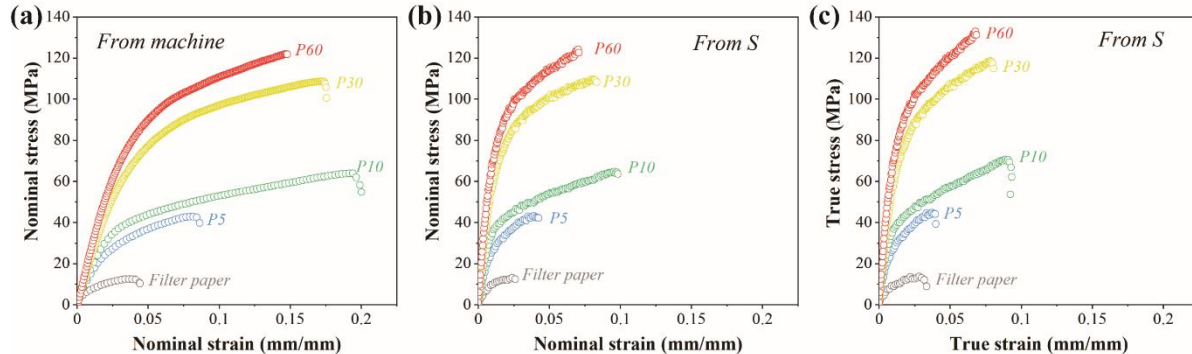 (a)
From machine
P60
P30
P10
P5
Filter paper
Nominal stress (MPa)
140
120
100
80
60
40
20
0
0 0.05 0.1 0.15 0.2
Nominal strain (mm/mm)
(b)
From S
P60
P30
P10
P5
Filter paper
Nominal stress (MPa)
140
120
100
80
60
40
20
0
0 0.05 0.1 0.15 0.2
Nominal strain (mm/mm)
(c)
From S
P60
P30
P10
P5
Filter paper
True stress (MPa)
140
120
100
80
60
40
20
0
0 0.05 0.1 0.15 0.2
True strain (mm/mm)